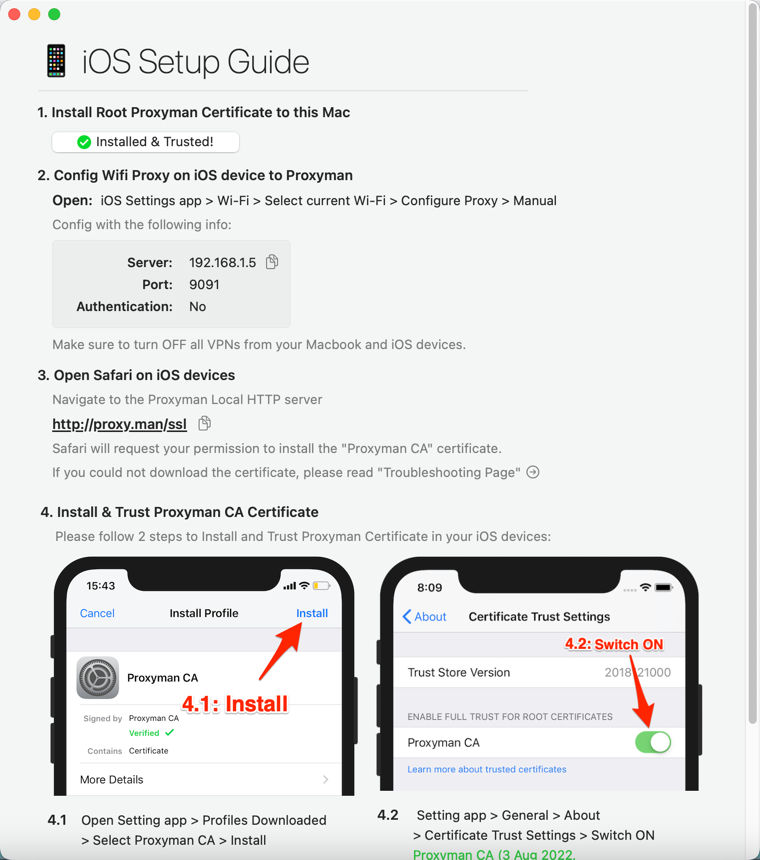 iOS Setup Guide
1. Install Root Proxyman Certificate to this Mac
Installed & Trusted!
2. Config Wifi Proxy on iOS device to Proxyman
Open: iOS Settings app > Wi-Fi > Select current Wi-Fi > Configure Proxy > Manual
Config with the following info:
Server: 192.168.1.5
Port: 9091
Authentication: No
Make sure to turn OFF all VPNs from your Macbook and iOS devices.
3. Open Safari on iOS devices
Navigate to the Proxyman Local HTTP server
http://proxy.man/ssl
Safari will request your permission to install the "Proxyman CA" certificate.
If you could not download the certificate, please read "Troubleshooting Page"
4. Install & Trust Proxyman CA Certificate
Please follow 2 steps to Install and Trust Proxyman Certificate in your iOS devices:
15:43
Cancel Install Profile Install
Proxyman CA
4.1: Install
Signed by Proxyman CA
Verified
Contains Certificate
More Details
4.1 Open Setting app > Profiles Downloaded
> Select Proxyman CA > Install
8:09
About Certificate Trust Settings
4.2: Switch ON
Trust Store Version
ENABLE FULL TRUST FOR ROOT CERTIFICATES
Proxyman CA
Learn more about trusted certificates
4.2 Setting app > General > About
> Certificate Trust Settings > Switch ON
Proxyman CA (3 Aug 2022,